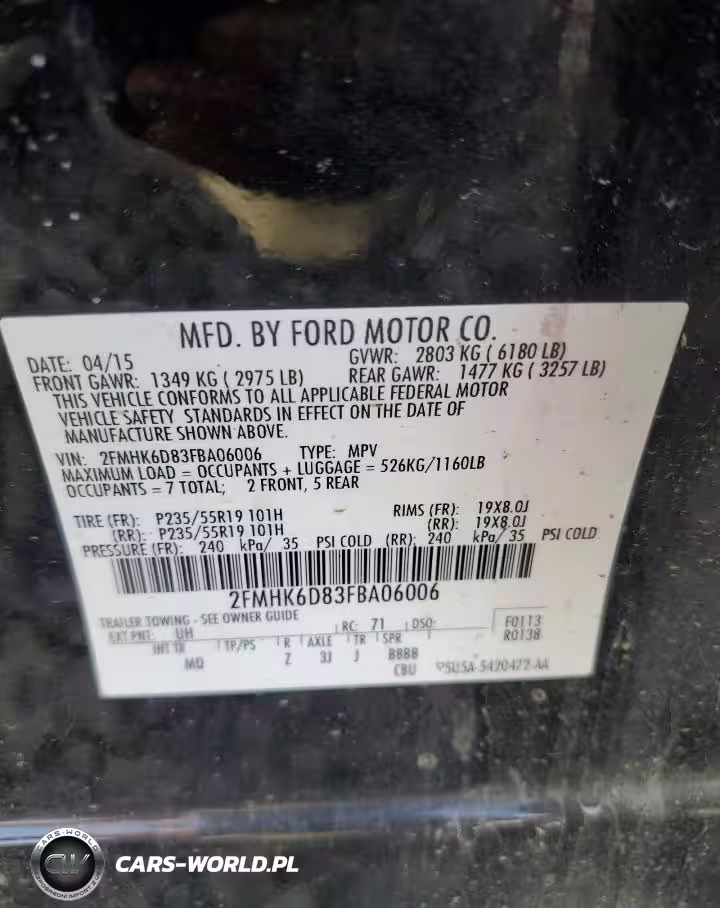 MFD. BY FORD MOTOR CO.
DATE: 04/15 GVWR: 2803 KG ( 6180 LB)
FRONT GAWR: 1349 KG ( 2975 LB) REAR GAWR: 1477 KG ( 3257 LB)
THIS VEHICLE CONFORMS TO ALL APPLICABLE FEDERAL MOTOR
VEHICLE SAFETY STANDARDS IN EFFECT ON THE DATE OF
MANUFACTURE SHOWN ABOVE.
VIN: 2FMHK6D83FBA06006 TYPE: MPV
MAXIMUM LOAD = OCCUPANTS + LUGGAGE = 526KG/1160LB
OCCUPANTS = 7 TOTAL; 2 FRONT, 5 REAR
TIRE (FR): P235/55R19 101H RIMS (FR): 19X8.0J
(RR): P235/55R19 101H (RR): 19X8.0J
PRESSURE (FR): 240 kPa/ 35 PSI COLD (RR): 240 kPa/ 35 PSI COLD
2FMHK6D83FBA06006
TRAILER TOWING - SEE OWNER GUIDE
EXT PNT: UH RC: 71 DSO: F0113
R0138
INT TR TP/PS R AXLE TR SPR
MO Z 3J J BBBB
CBU 5420472-AA
CARS-WORLD
CW
CARS-WORLD.PL